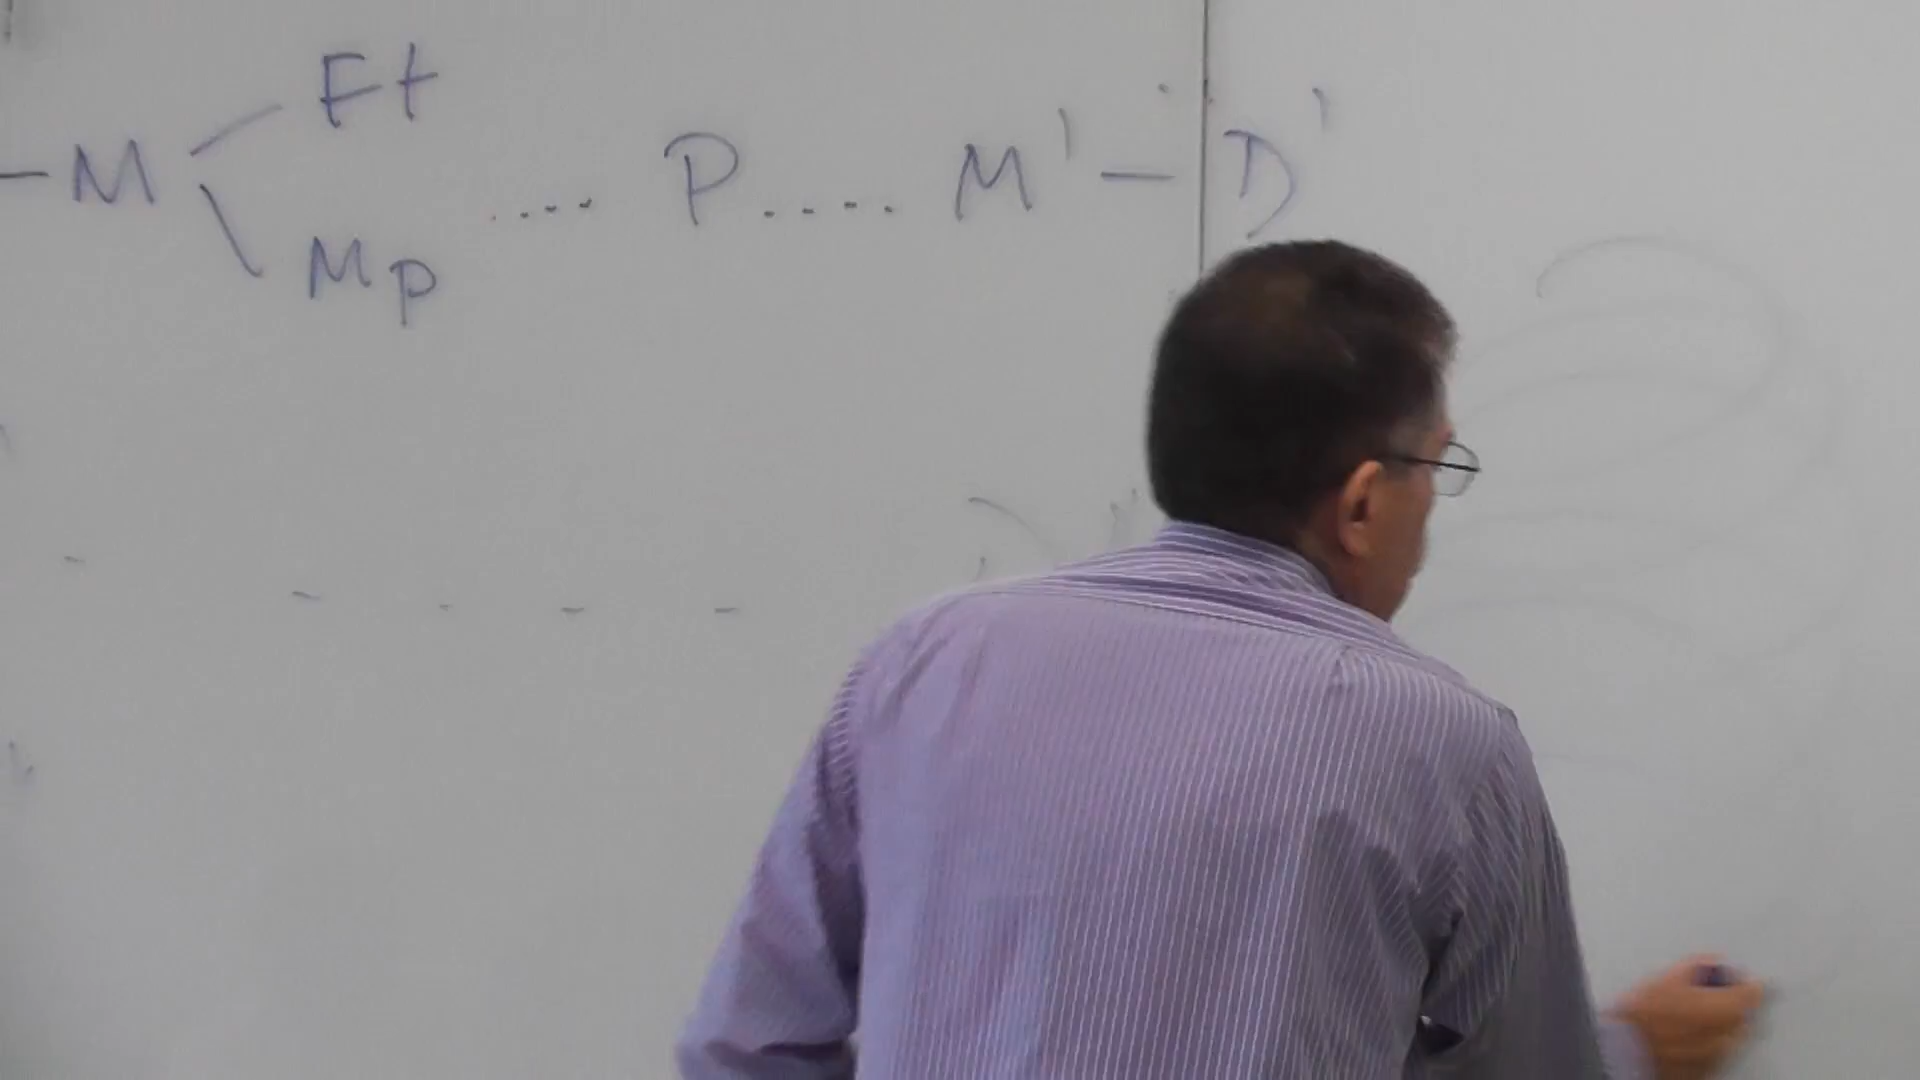 Ft
– M .... P .... M' – D'
Mp